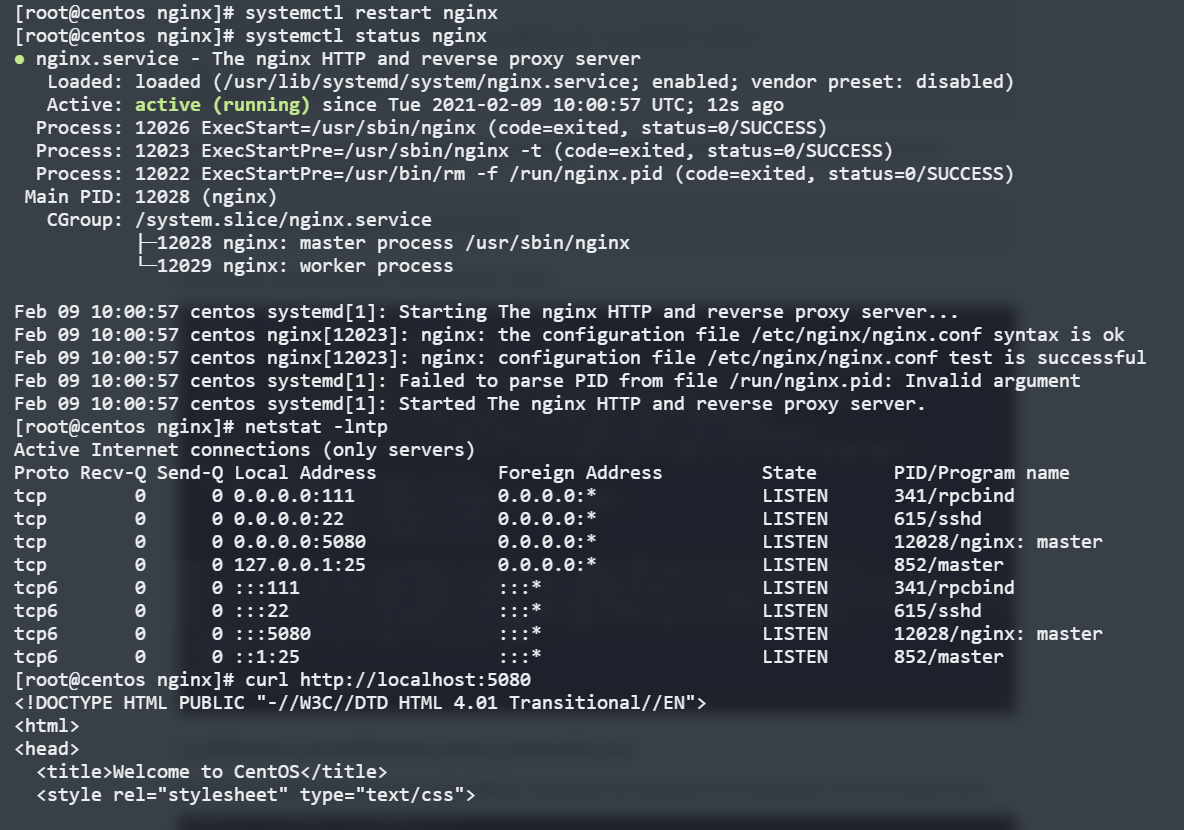 [root@centos nginx]# systemctl restart nginx
[root@centos nginx]# systemctl status nginx
● nginx.service - The nginx HTTP and reverse proxy server
   Loaded: loaded (/usr/lib/systemd/system/nginx.service; enabled; vendor preset: disabled)
   Active: active (running) since Tue 2021-02-09 10:00:57 UTC; 12s ago
  Process: 12026 ExecStart=/usr/sbin/nginx (code=exited, status=0/SUCCESS)
  Process: 12023 ExecStartPre=/usr/sbin/nginx -t (code=exited, status=0/SUCCESS)
  Process: 12022 ExecStartPre=/usr/bin/rm -f /run/nginx.pid (code=exited, status=0/SUCCESS)
 Main PID: 12028 (nginx)
   CGroup: /system.slice/nginx.service
           ├─12028 nginx: master process /usr/sbin/nginx
           └─12029 nginx: worker process

Feb 09 10:00:57 centos systemd[1]: Starting The nginx HTTP and reverse proxy server...
Feb 09 10:00:57 centos nginx[12023]: nginx: the configuration file /etc/nginx/nginx.conf syntax is ok
Feb 09 10:00:57 centos nginx[12023]: nginx: configuration file /etc/nginx/nginx.conf test is successful
Feb 09 10:00:57 centos systemd[1]: Failed to parse PID from file /run/nginx.pid: Invalid argument
Feb 09 10:00:57 centos systemd[1]: Started The nginx HTTP and reverse proxy server.
[root@centos nginx]# netstat -lntp
Active Internet connections (only servers)
Proto Recv-Q Send-Q Local Address           Foreign Address         State       PID/Program name
tcp        0      0 0.0.0.0:111             0.0.0.0:*               LISTEN      341/rpcbind
tcp        0      0 0.0.0.0:22              0.0.0.0:*               LISTEN      615/sshd
tcp        0      0 0.0.0.0:5080            0.0.0.0:*               LISTEN      12028/nginx: master
tcp        0      0 127.0.0.1:25            0.0.0.0:*               LISTEN      852/master
tcp6       0      0 :::111                  :::*                    LISTEN      341/rpcbind
tcp6       0      0 :::22                   :::*                    LISTEN      615/sshd
tcp6       0      0 :::5080                 :::*                    LISTEN      12028/nginx: master
tcp6       0      0 ::1:25                  :::*                    LISTEN      852/master
[root@centos nginx]# curl http://localhost:5080
<!DOCTYPE HTML PUBLIC "-//W3C//DTD HTML 4.01 Transitional//EN">
<html>
<head>
  <title>Welcome to CentOS</title>
  <style rel="stylesheet" type="text/css">